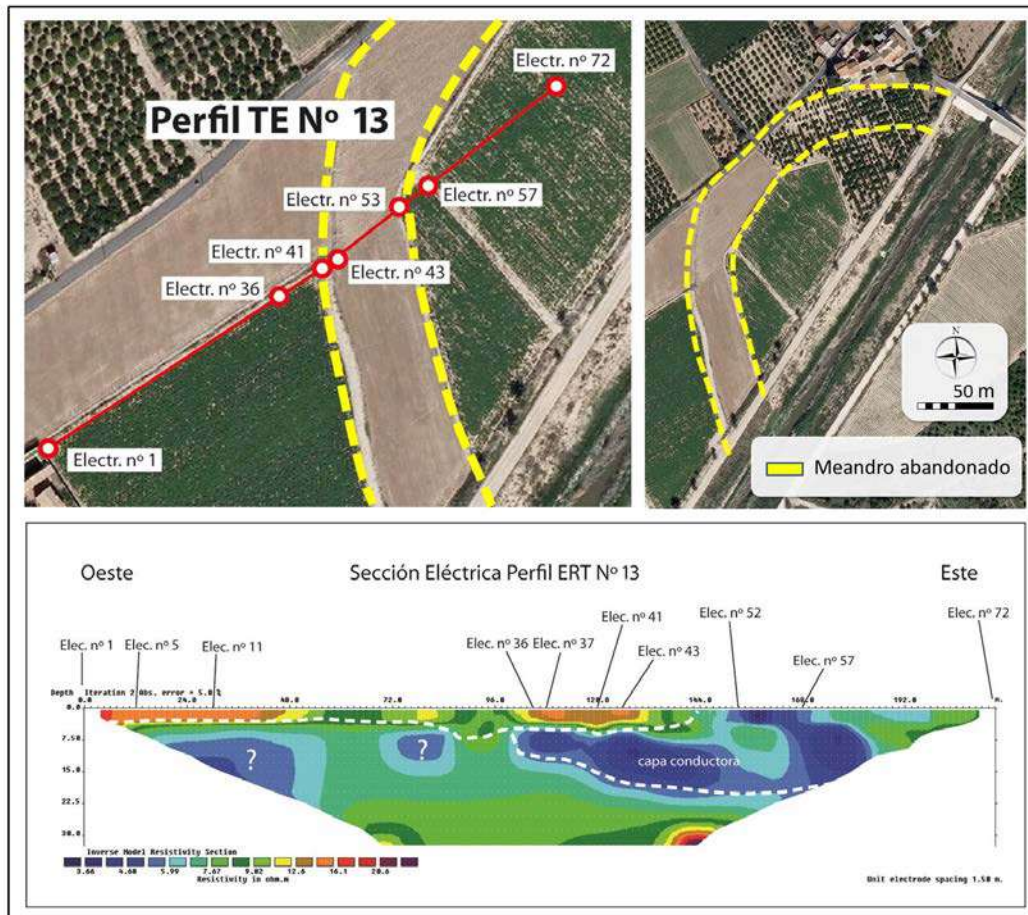 Electr. nº 72
Perfil TE Nº 13
Electr. nº 53
Electr. nº 57
Electr. nº 41
Electr. nº 43
Electr. nº 36
Electr. nº 1
N
50 m
Meandro abandonado
Oeste
Sección Eléctrica Perfil ERT Nº 13
Este
Elec. nº 1
Elec. nº 5
Elec. nº 11
Elec. nº 36
Elec. nº 37
Elec. nº 41
Elec. nº 43
Elec. nº 52
Elec. nº 57
Elec. nº 72
Depth Iteration 2 Abs. error = 5.0 %
0.0 24.0 40.0 72.0 96.0 120.0 144.0 168.0 192.0 m.
0.0
7.50
15.0
22.5
30.0
? ?
capa conductora
Inverse Model Resistivity Section
3.66 4.68 5.99 7.67 9.82 12.6 16.1 20.6
Resistivity in ohm.m
Unit electrode spacing 1.50 m.